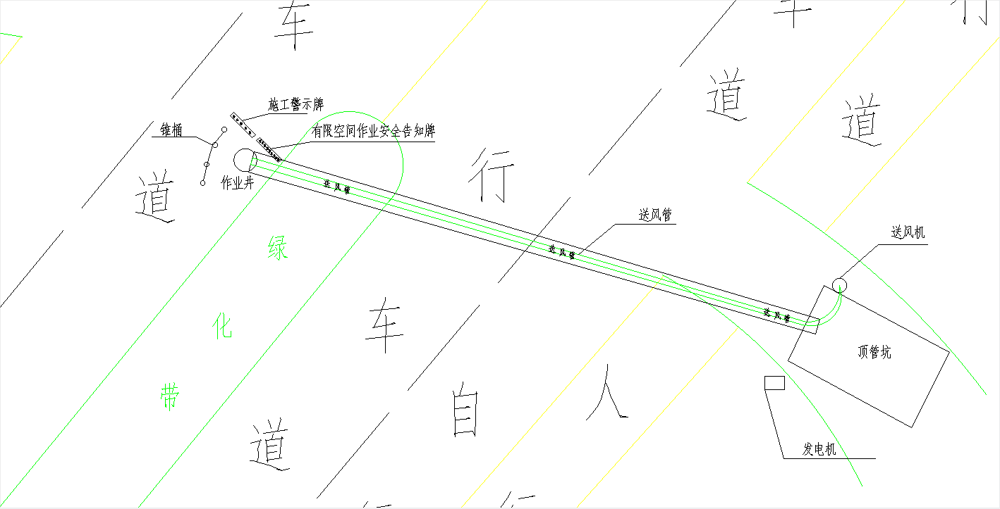 车
车
行
施工警示牌
道
道
锥桶
有限空间作业安全告知牌
行
道
作业井
送风管
送风管
送风机
绿
送风管
化
车
送风管
顶管坑
带
人
自
道
发电机